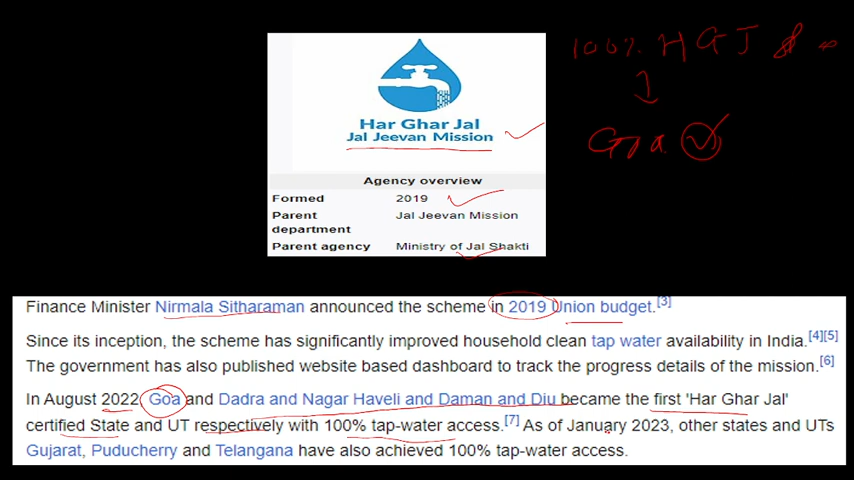 100% H G J
Goa
Har Ghar Jal
Jal Jeevan Mission
Agency overview
Formed 2019
Parent department Jal Jeevan Mission
Parent agency Ministry of Jal Shakti
Finance Minister Nirmala Sitharaman announced the scheme in 2019 Union budget.[3]
Since its inception, the scheme has significantly improved household clean tap water availability in India.[4][5]
The government has also published website based dashboard to track the progress details of the mission.[6]
In August 2022 Goa and Dadra and Nagar Haveli and Daman and Diu became the first 'Har Ghar Jal'
certified State and UT respectively with 100% tap-water access.[7] As of January 2023, other states and UTs
Gujarat, Puducherry and Telangana have also achieved 100% tap-water access.